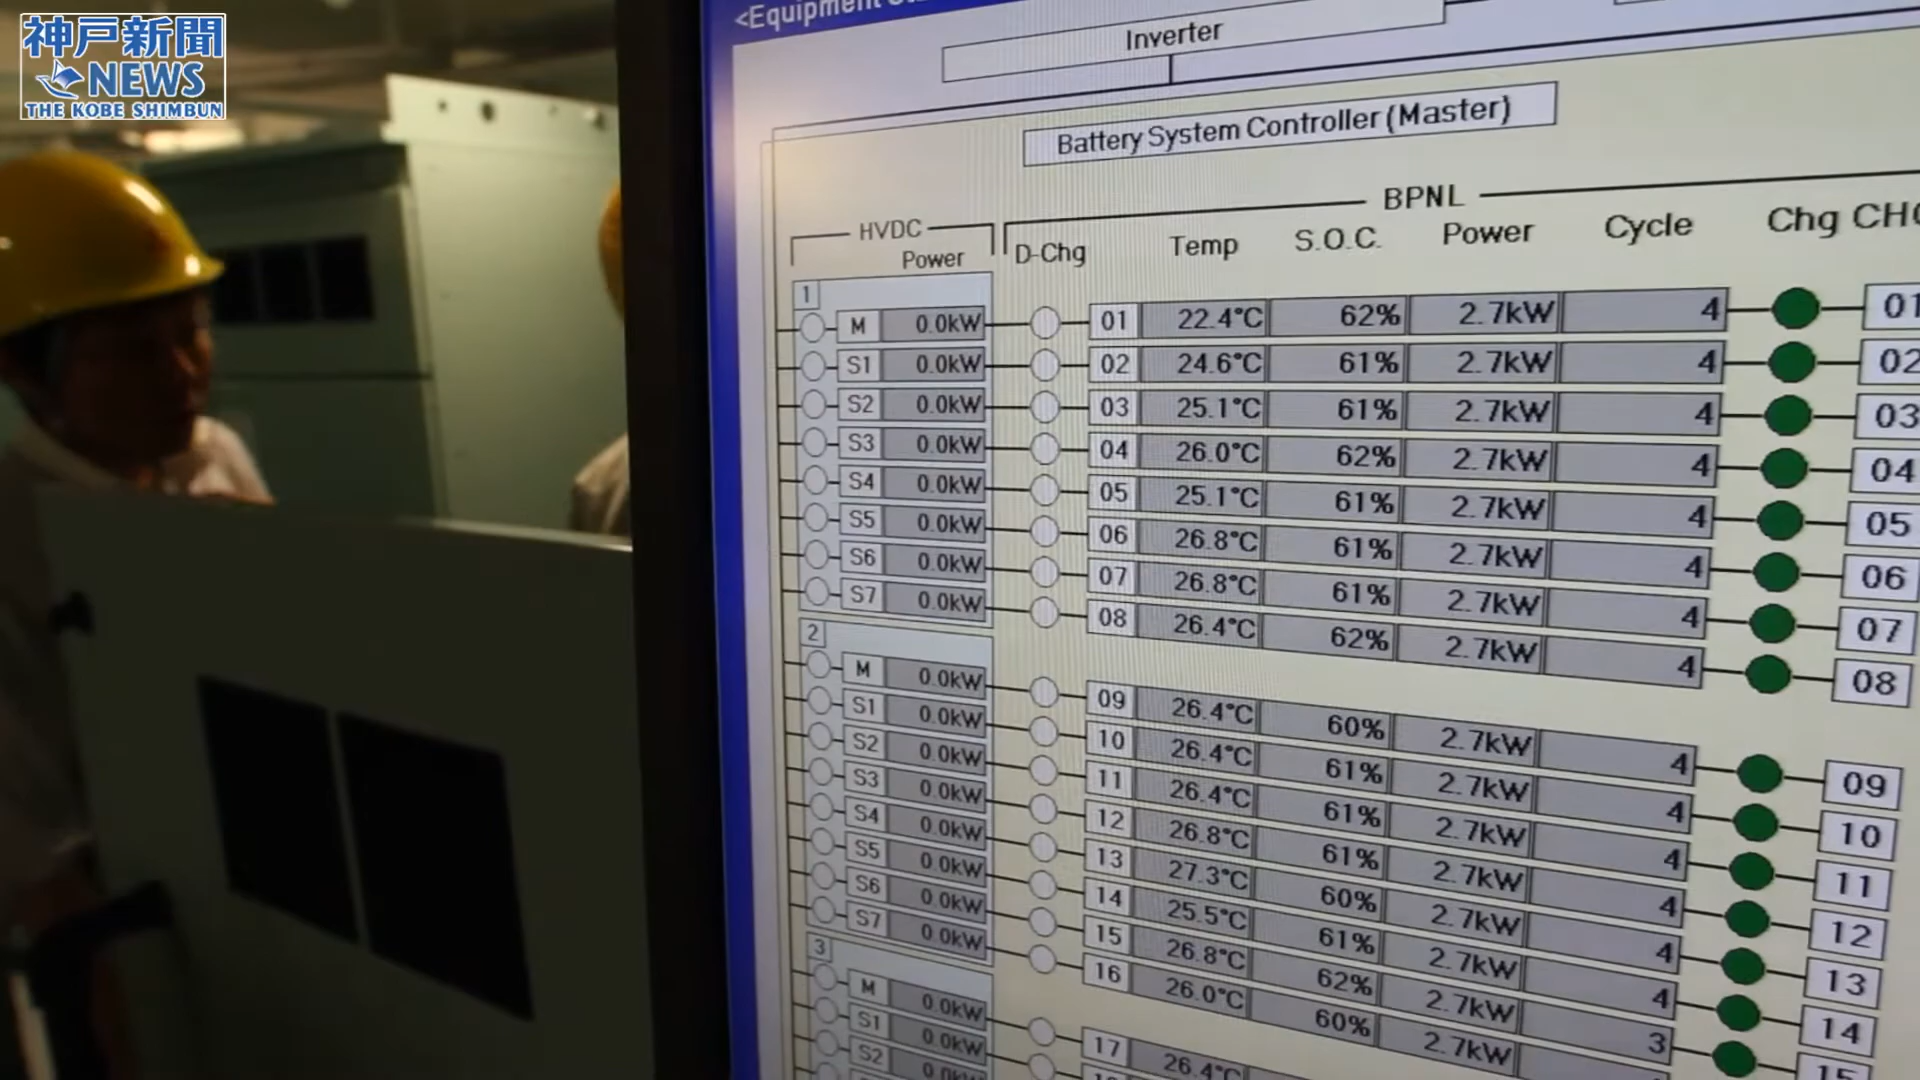 神戸新聞
NEWS
THE KOBE SHIMBUN
<Equipment
Inverter
Battery System Controller (Master)
BPNL
HVDC
Power D-Chg Temp S.O.C. Power Cycle Chg
1
M 0.0kW 01 22.4°C 62% 2.7kW 4 01
S1 0.0kW 02 24.6°C 61% 2.7kW 4 02
S2 0.0kW 03 25.1°C 61% 2.7kW 4 03
S3 0.0kW 04 26.0°C 62% 2.7kW 4 04
S4 0.0kW 05 25.1°C 61% 2.7kW 4 05
S5 0.0kW 06 26.8°C 61% 2.7kW 4 06
S6 0.0kW 07 26.8°C 61% 2.7kW 4 07
S7 0.0kW 08 26.4°C 62% 2.7kW 4 08
2
M 0.0kW 09 26.4°C 60% 2.7kW 4 09
S1 0.0kW 10 26.4°C 61% 2.7kW 4 10
S2 0.0kW 11 26.4°C 61% 2.7kW 4 11
S3 0.0kW 12 26.8°C 61% 2.7kW 4 12
S4 0.0kW 13 27.3°C 60% 2.7kW 4 13
S5 0.0kW 14 25.5°C 61% 2.7kW 4 14
S6 0.0kW 15 26.8°C 62% 2.7kW 3 15
S7 0.0kW 16 26.0°C 60% 2.7kW
3
M 0.0kW 17 26.4°C
S1 0.0kW
S2 0.0kW